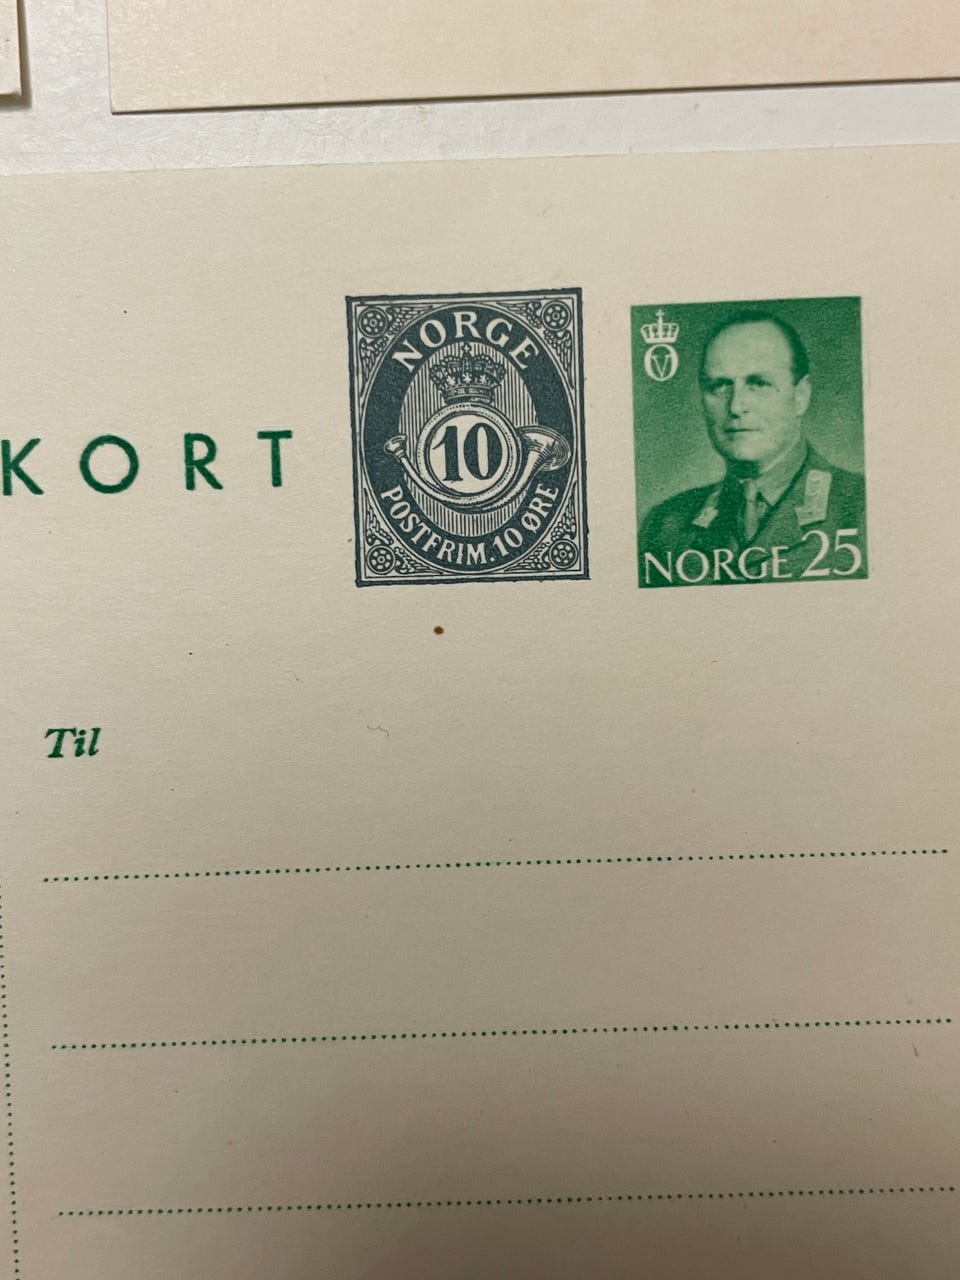 NORGE
10
POSTFRIM. 10 ØRE
V
NORGE 25
KORT
Til